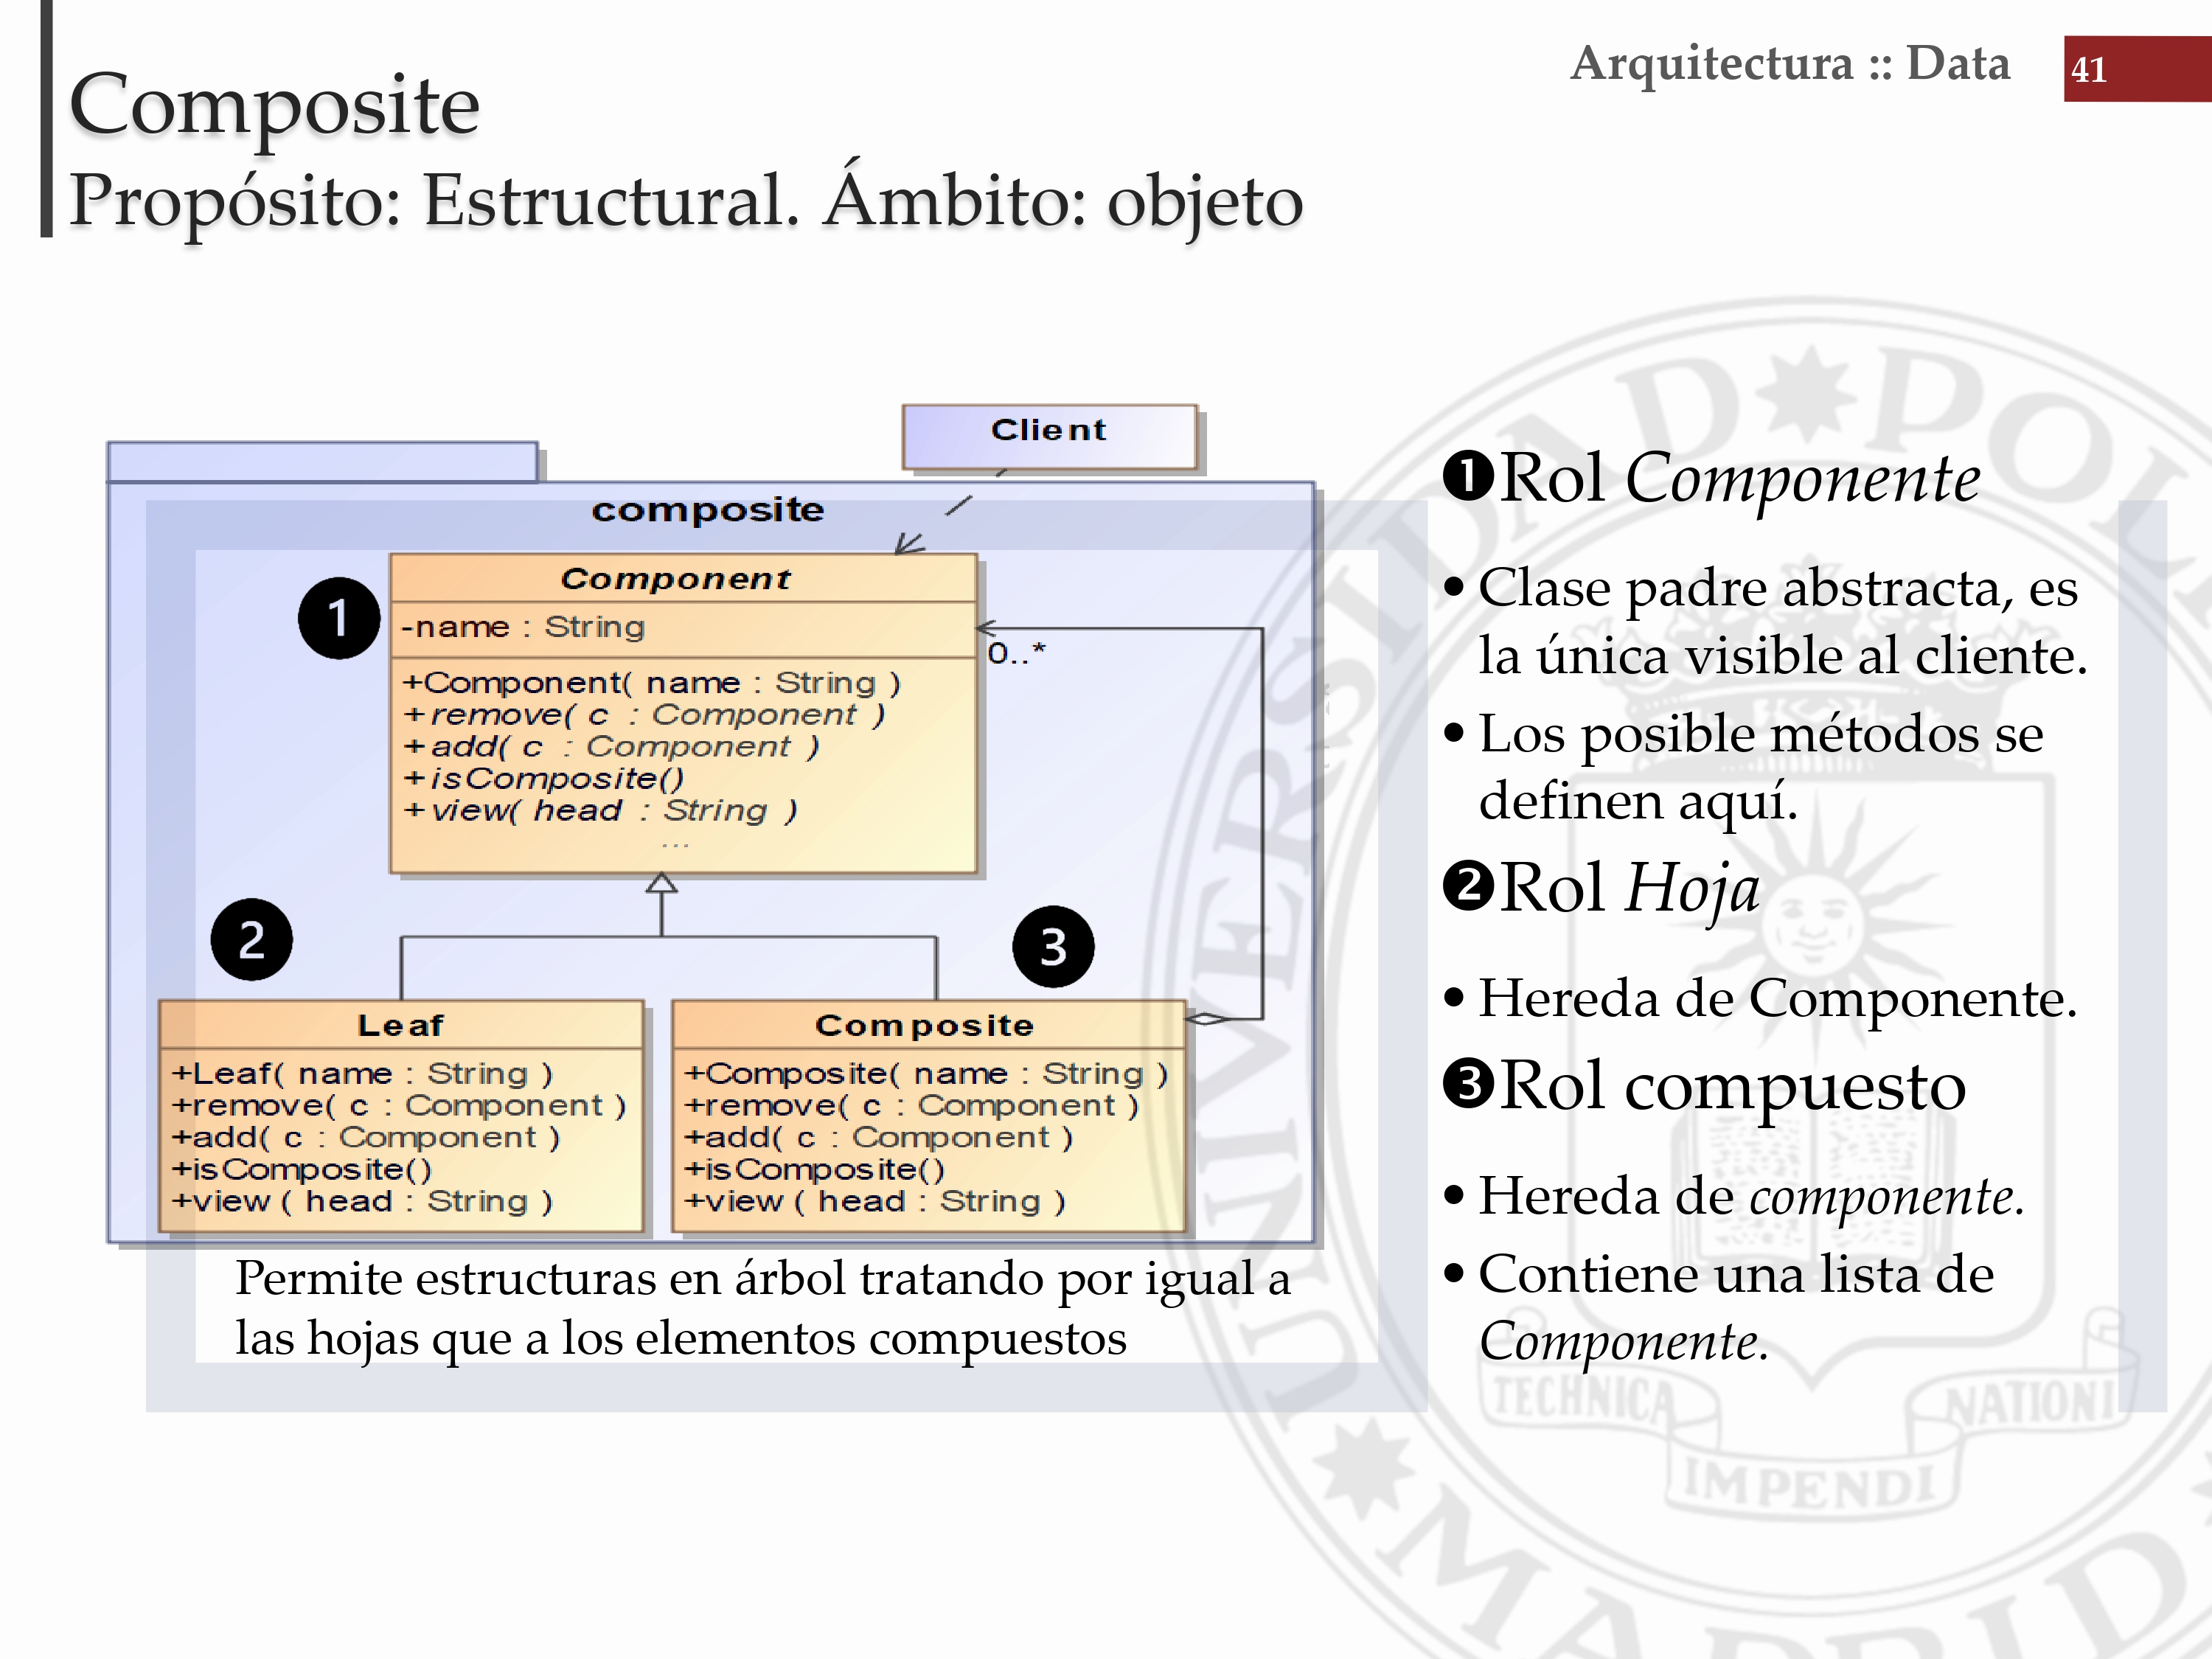 Arquitectura :: Data
41
Composite
Propósito: Estructural. Ámbito: objeto
Client
composite
1
Component
-name : String
0..*
+Component( name : String )
+remove( c : Component )
+add( c : Component )
+isComposite()
+view( head : String )
...
2
3
Leaf
+Leaf( name : String )
+remove( c : Component )
+add( c : Component )
+isComposite()
+view ( head : String )
Composite
+Composite( name : String )
+remove( c : Component )
+add( c : Component )
+isComposite()
+view ( head : String )
Permite estructuras en árbol tratando por igual a
las hojas que a los elementos compuestos
❶Rol Componente
• Clase padre abstracta, es
la única visible al cliente.
• Los posible métodos se
definen aquí.
❷Rol Hoja
• Hereda de Componente.
❸Rol compuesto
• Hereda de componente.
• Contiene una lista de
Componente.
TECHNICA
IMPENDI
NATIONI